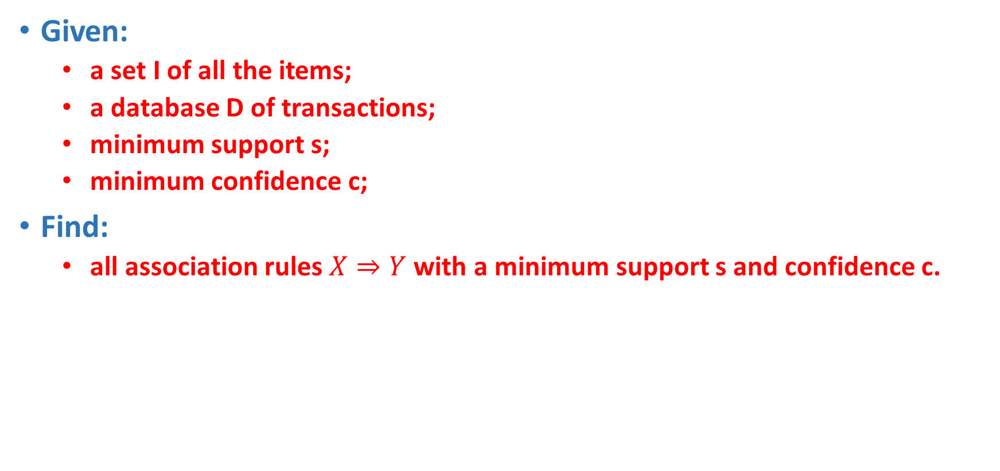 • Given:
• a set I of all the items;
• a database D of transactions;
• minimum support s;
• minimum confidence c;
• Find:
• all association rules 𝑋 ⇒ 𝑌 with a minimum support s and confidence c.